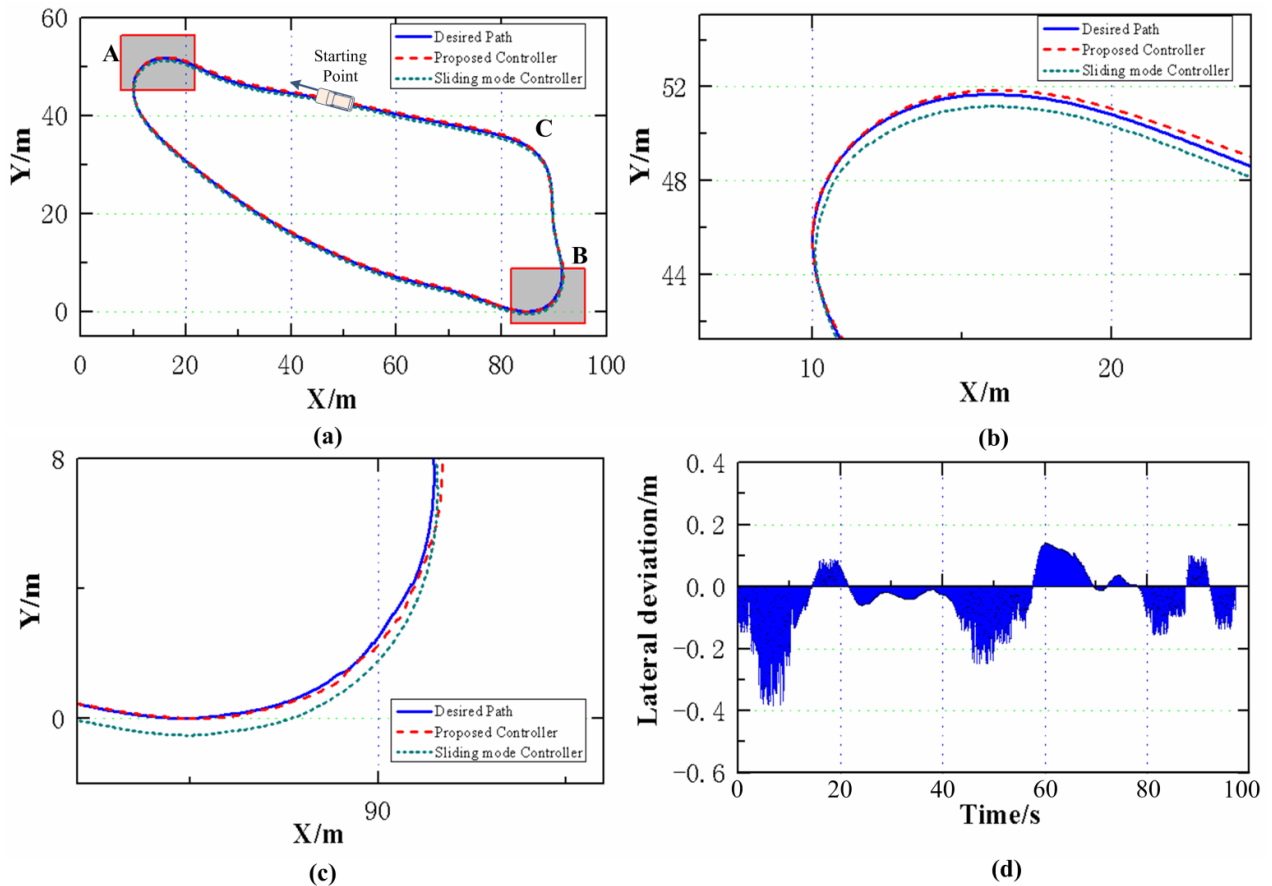 60
40
20
0
Y/m
A
Starting
Point
C
B
Desired Path
Proposed Controller
Sliding mode Controller
0 20 40 60 80 100
X/m
(a)
52
48
44
Y/m
Desired Path
Proposed Controller
Sliding mode Controller
10 20
X/m
(b)
8
0
Y/m
Desired Path
Proposed Controller
Sliding mode Controller
90
X/m
(c)
0.4
0.2
0.0
-0.2
-0.4
-0.6
Lateral deviation/m
0 20 40 60 80 100
Time/s
(d)